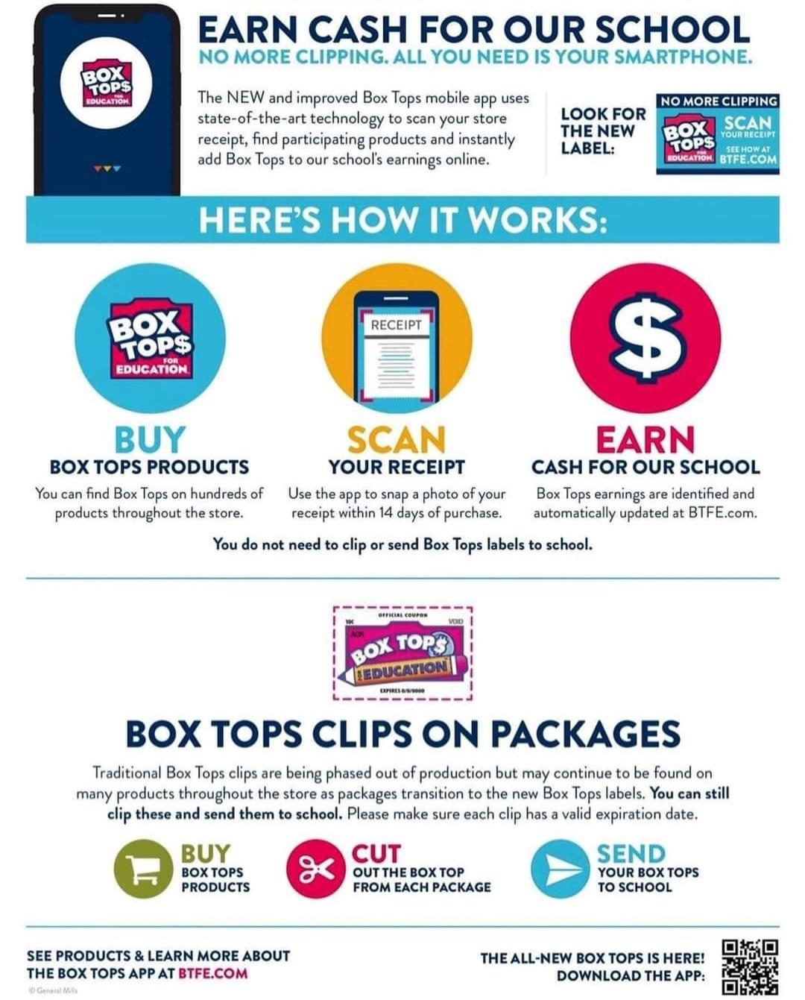 BOX
TOP$
FOR
EDUCATION
EARN CASH FOR OUR SCHOOL
NO MORE CLIPPING. ALL YOU NEED IS YOUR SMARTPHONE.
The NEW and improved Box Tops mobile app uses
state-of-the-art technology to scan your store
receipt, find participating products and instantly
add Box Tops to our school's earnings online.
LOOK FOR
THE NEW
LABEL:
NO MORE CLIPPING
BOX
TOP$
FOR
EDUCATION
SCAN
YOUR RECEIPT
SEE HOW AT
BTFE.COM
HERE'S HOW IT WORKS:
BOX
TOP$
FOR
EDUCATION
BUY
BOX TOPS PRODUCTS
You can find Box Tops on hundreds of
products throughout the store.
RECEIPT
SCAN
YOUR RECEIPT
Use the app to snap a photo of your
receipt within 14 days of purchase.
$
EARN
CASH FOR OUR SCHOOL
Box Tops earnings are identified and
automatically updated at BTFE.com.
You do not need to clip or send Box Tops labels to school.
OFFICIAL COUPON
10¢ VOID
BOX TOP$
FOR EDUCATION
EXPIRES 0/0/0000
BOX TOPS CLIPS ON PACKAGES
Traditional Box Tops clips are being phased out of production but may continue to be found on
many products throughout the store as packages transition to the new Box Tops labels. You can still
clip these and send them to school. Please make sure each clip has a valid expiration date.
BUY
BOX TOPS
PRODUCTS
CUT
OUT THE BOX TOP
FROM EACH PACKAGE
SEND
YOUR BOX TOPS
TO SCHOOL
SEE PRODUCTS & LEARN MORE ABOUT
THE BOX TOPS APP AT BTFE.COM
© General Mills
THE ALL-NEW BOX TOPS IS HERE!
DOWNLOAD THE APP: